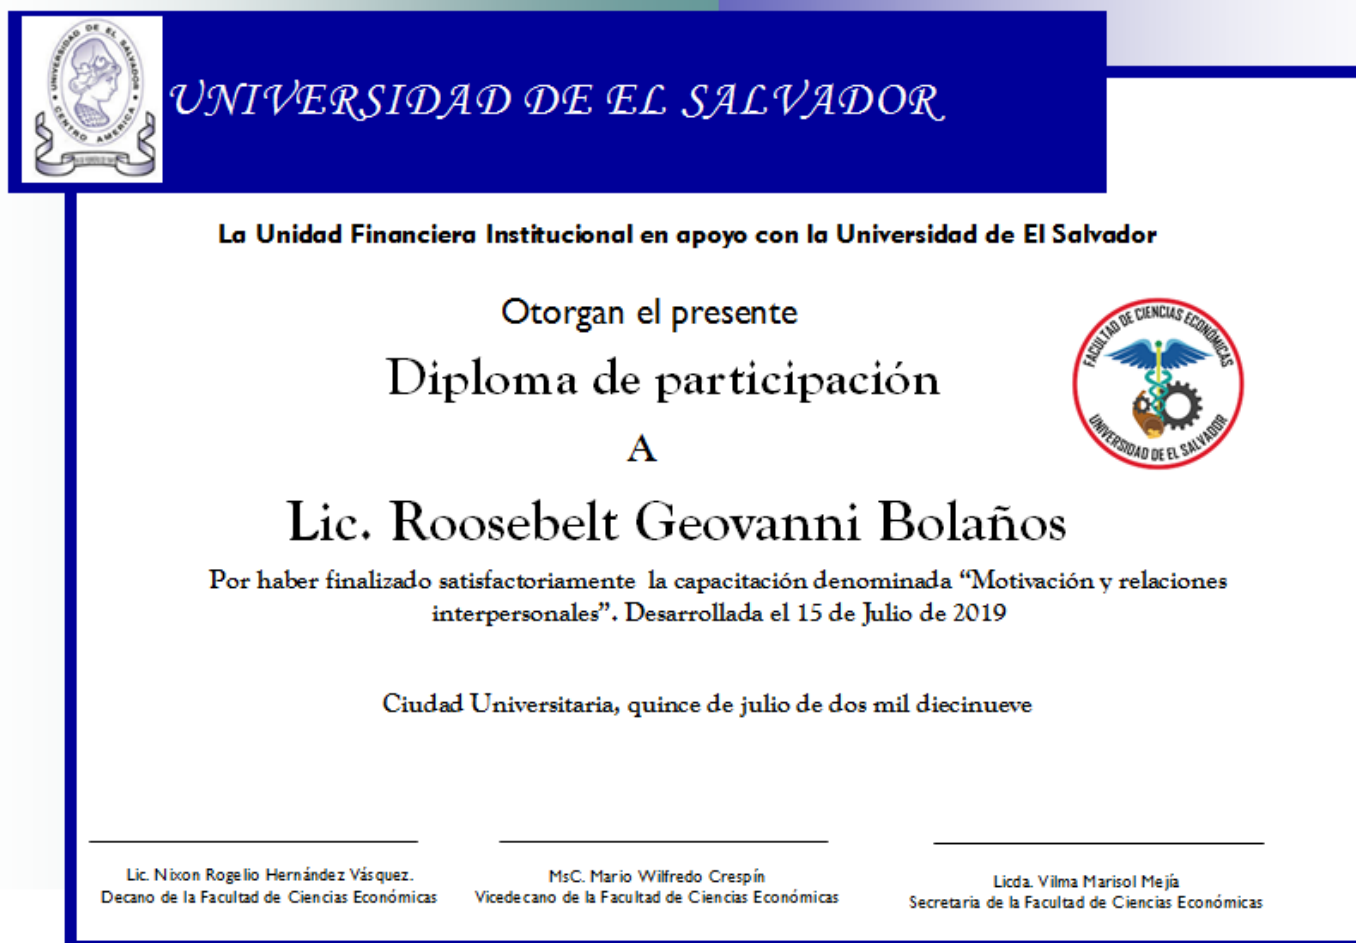 UNIVERSIDAD DE EL SALVADOR
CENTRO AMERICA
UNIVERSIDAD DE EL SALVADOR
La Unidad Financiera Institucional en apoyo con la Universidad de El Salvador
Otorgan el presente
Diploma de participación
FACULTAD DE CIENCIAS ECONÓMICAS
UNIVERSIDAD DE EL SALVADOR
A
Lic. Roosebelt Geovanni Bolaños
Por haber finalizado satisfactoriamente la capacitación denominada “Motivación y relaciones
interpersonales”. Desarrollada el 15 de Julio de 2019
Ciudad Universitaria, quince de julio de dos mil diecinueve
Lic. Nixon Rogelio Hernández Vásquez.
Decano de la Facultad de Ciencias Económicas
MsC. Mario Wilfredo Crespín
Vicedecano de la Facultad de Ciencias Económicas
Licda. Vilma Marisol Mejía
Secretaria de la Facultad de Ciencias Económicas